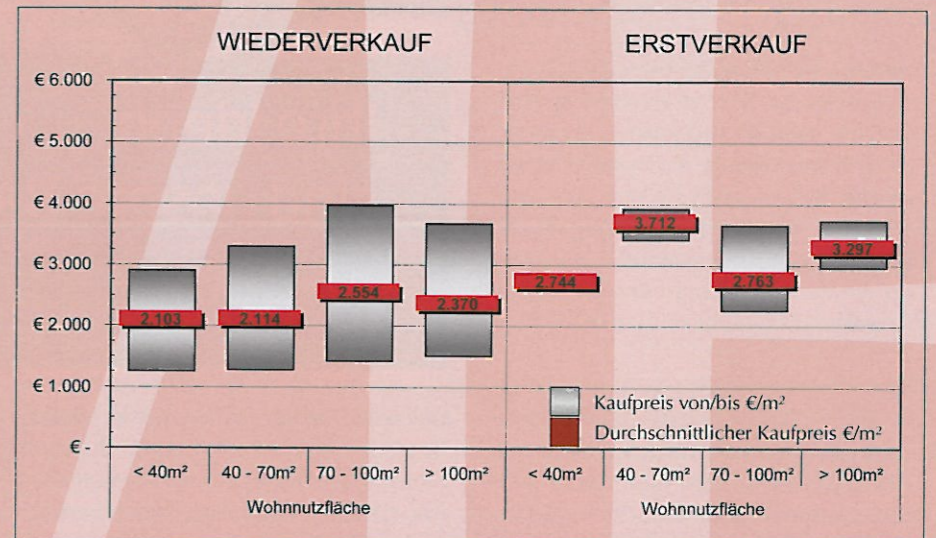 WIEDERVERKAUF ERSTVERKAUF
€ 6.000
€ 5.000
€ 4.000
€ 3.000
€ 2.000
€ 1.000
€ -
2.103 2.114 2.554 2.370 2.744 3.712 2.763 3.297
Kaufpreis von/bis €/m²
Durchschnittlicher Kaufpreis €/m²
< 40m² 40 - 70m² 70 - 100m² > 100m² < 40m² 40 - 70m² 70 - 100m² > 100m²
Wohnnutzfläche Wohnnutzfläche